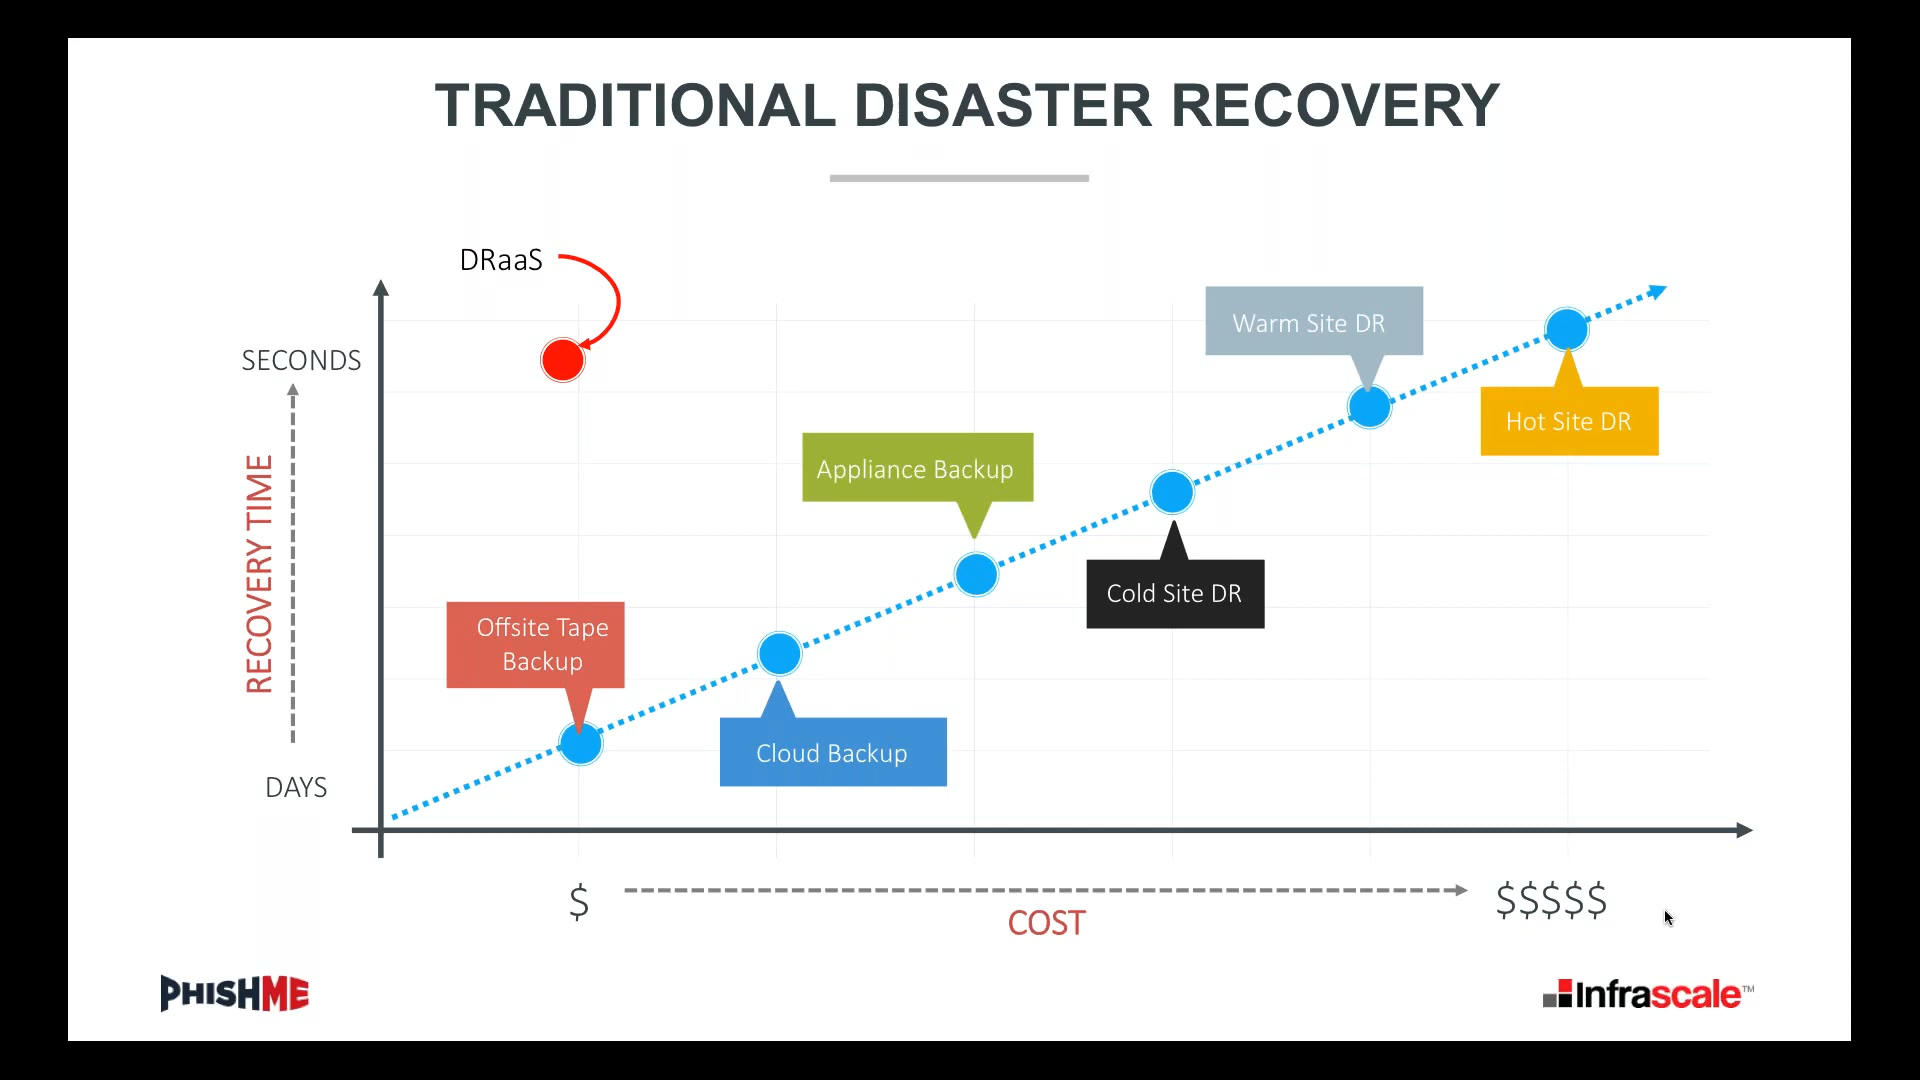 TRADITIONAL DISASTER RECOVERY
DRaaS
SECONDS
RECOVERY TIME
DAYS
Offsite Tape
Backup
Cloud Backup
Appliance Backup
Cold Site DR
Warm Site DR
Hot Site DR
$
COST
$$$$$
PHISHME
Infrascale™